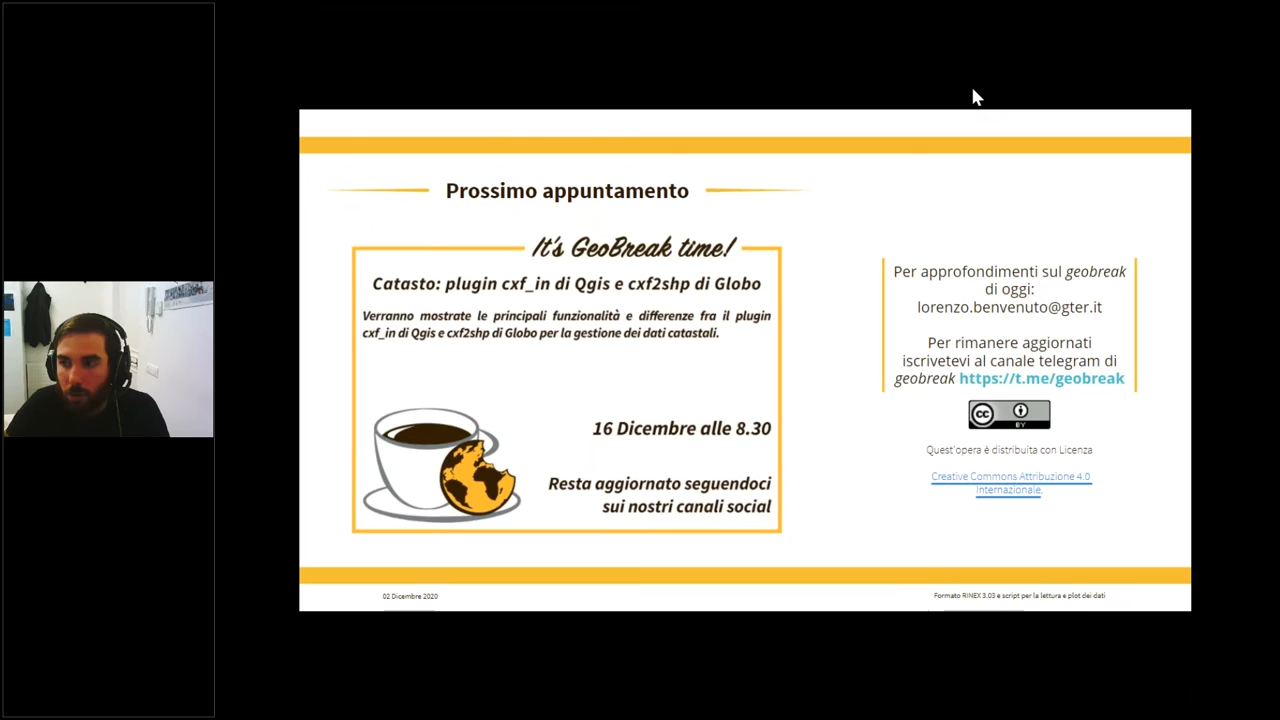 Prossimo appuntamento
It's GeoBreak time!
Catasto: plugin cxf_in di Qgis e cxf2shp di Globo
Verranno mostrate le principali funzionalità e differenze fra il plugin
cxf_in di Qgis e cxf2shp di Globo per la gestione dei dati catastali.
16 Dicembre alle 8.30
Resta aggiornato seguendoci
sui nostri canali social
Per approfondimenti sul geobreak
di oggi:
lorenzo.benvenuto@gter.it
Per rimanere aggiornati
iscrivetevi al canale telegram di
geobreak https://t.me/geobreak
cc
BY
Quest'opera è distribuita con Licenza
Creative Commons Attribuzione 4.0
Internazionale.
02 Dicembre 2020
Formato RINEX 3.03 e script per la lettura e plot dei dati